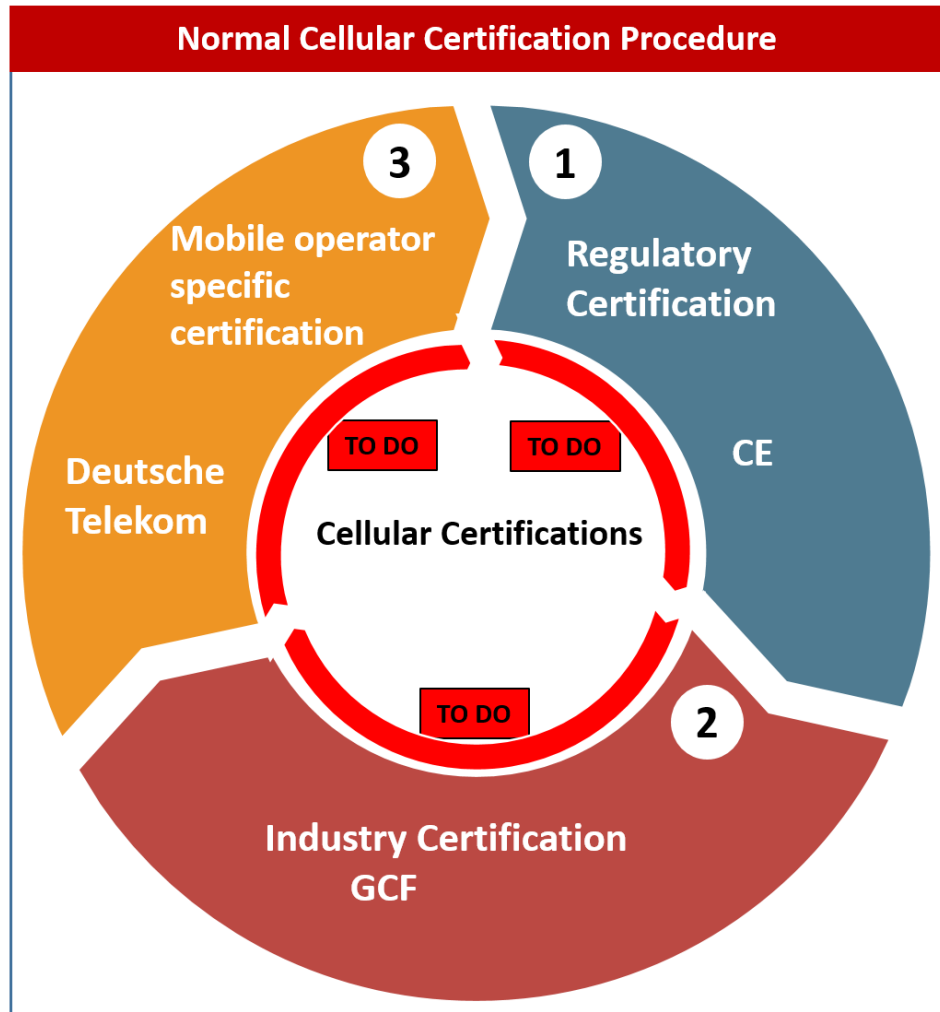 Normal Cellular Certification Procedure
1
Regulatory
Certification
CE
TO DO
2
Industry Certification
GCF
TO DO
3
Mobile operator
specific
certification
Deutsche
Telekom
TO DO
Cellular Certifications